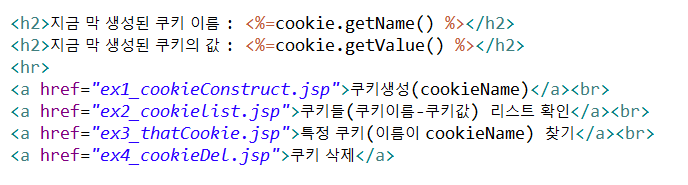 <h2>지금 막 생성된 쿠키 이름 : <%=cookie.getName() %></h2>
<h2>지금 막 생성된 쿠키의 값 : <%=cookie.getValue() %></h2>
<hr>
<a href="ex1_cookieConstruct.jsp">쿠키생성(cookieName)</a><br>
<a href="ex2_cookielist.jsp">쿠키들(쿠키이름-쿠키값) 리스트 확인</a><br>
<a href="ex3_thatCookie.jsp">특정 쿠키(이름이 cookieName) 찾기</a><br>
<a href="ex4_cookieDel.jsp">쿠키 삭제</a>